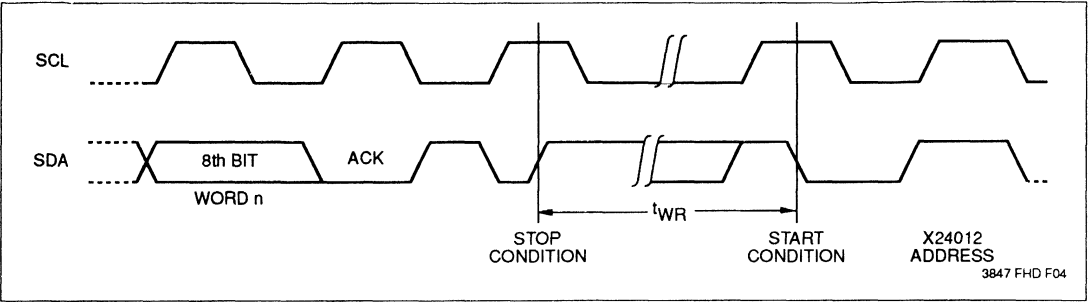 SCL
SDA
8th BIT
ACK
WORD n
tWR
STOP
CONDITION
START
CONDITION
X24012
ADDRESS
3847 FHD F04